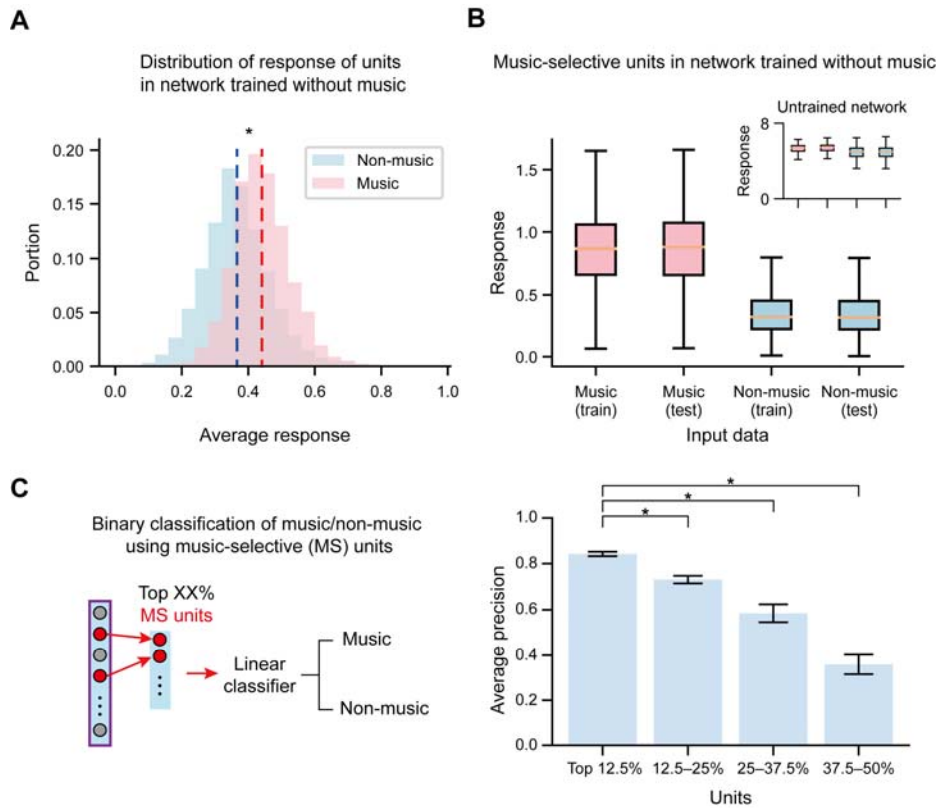 A
Distribution of response of units
in network trained without music
*
Non-music
Music
0.20
0.15
0.10
0.05
0.00
Portion
0.0 0.2 0.4 0.6 0.8 1.0
Average response
B
Music-selective units in network trained without music
Untrained network
8
0
Response
1.5
1.0
0.5
0.0
Response
Music (train) Music (test) Non-music (train) Non-music (test)
Input data
C
Binary classification of music/non-music
using music-selective (MS) units
Top XX%
MS units
Linear
classifier
Music
Non-music
*
*
*
1.0
0.8
0.6
0.4
0.2
0.0
Average precision
Top 12.5% 12.5–25% 25–37.5% 37.5–50%
Units